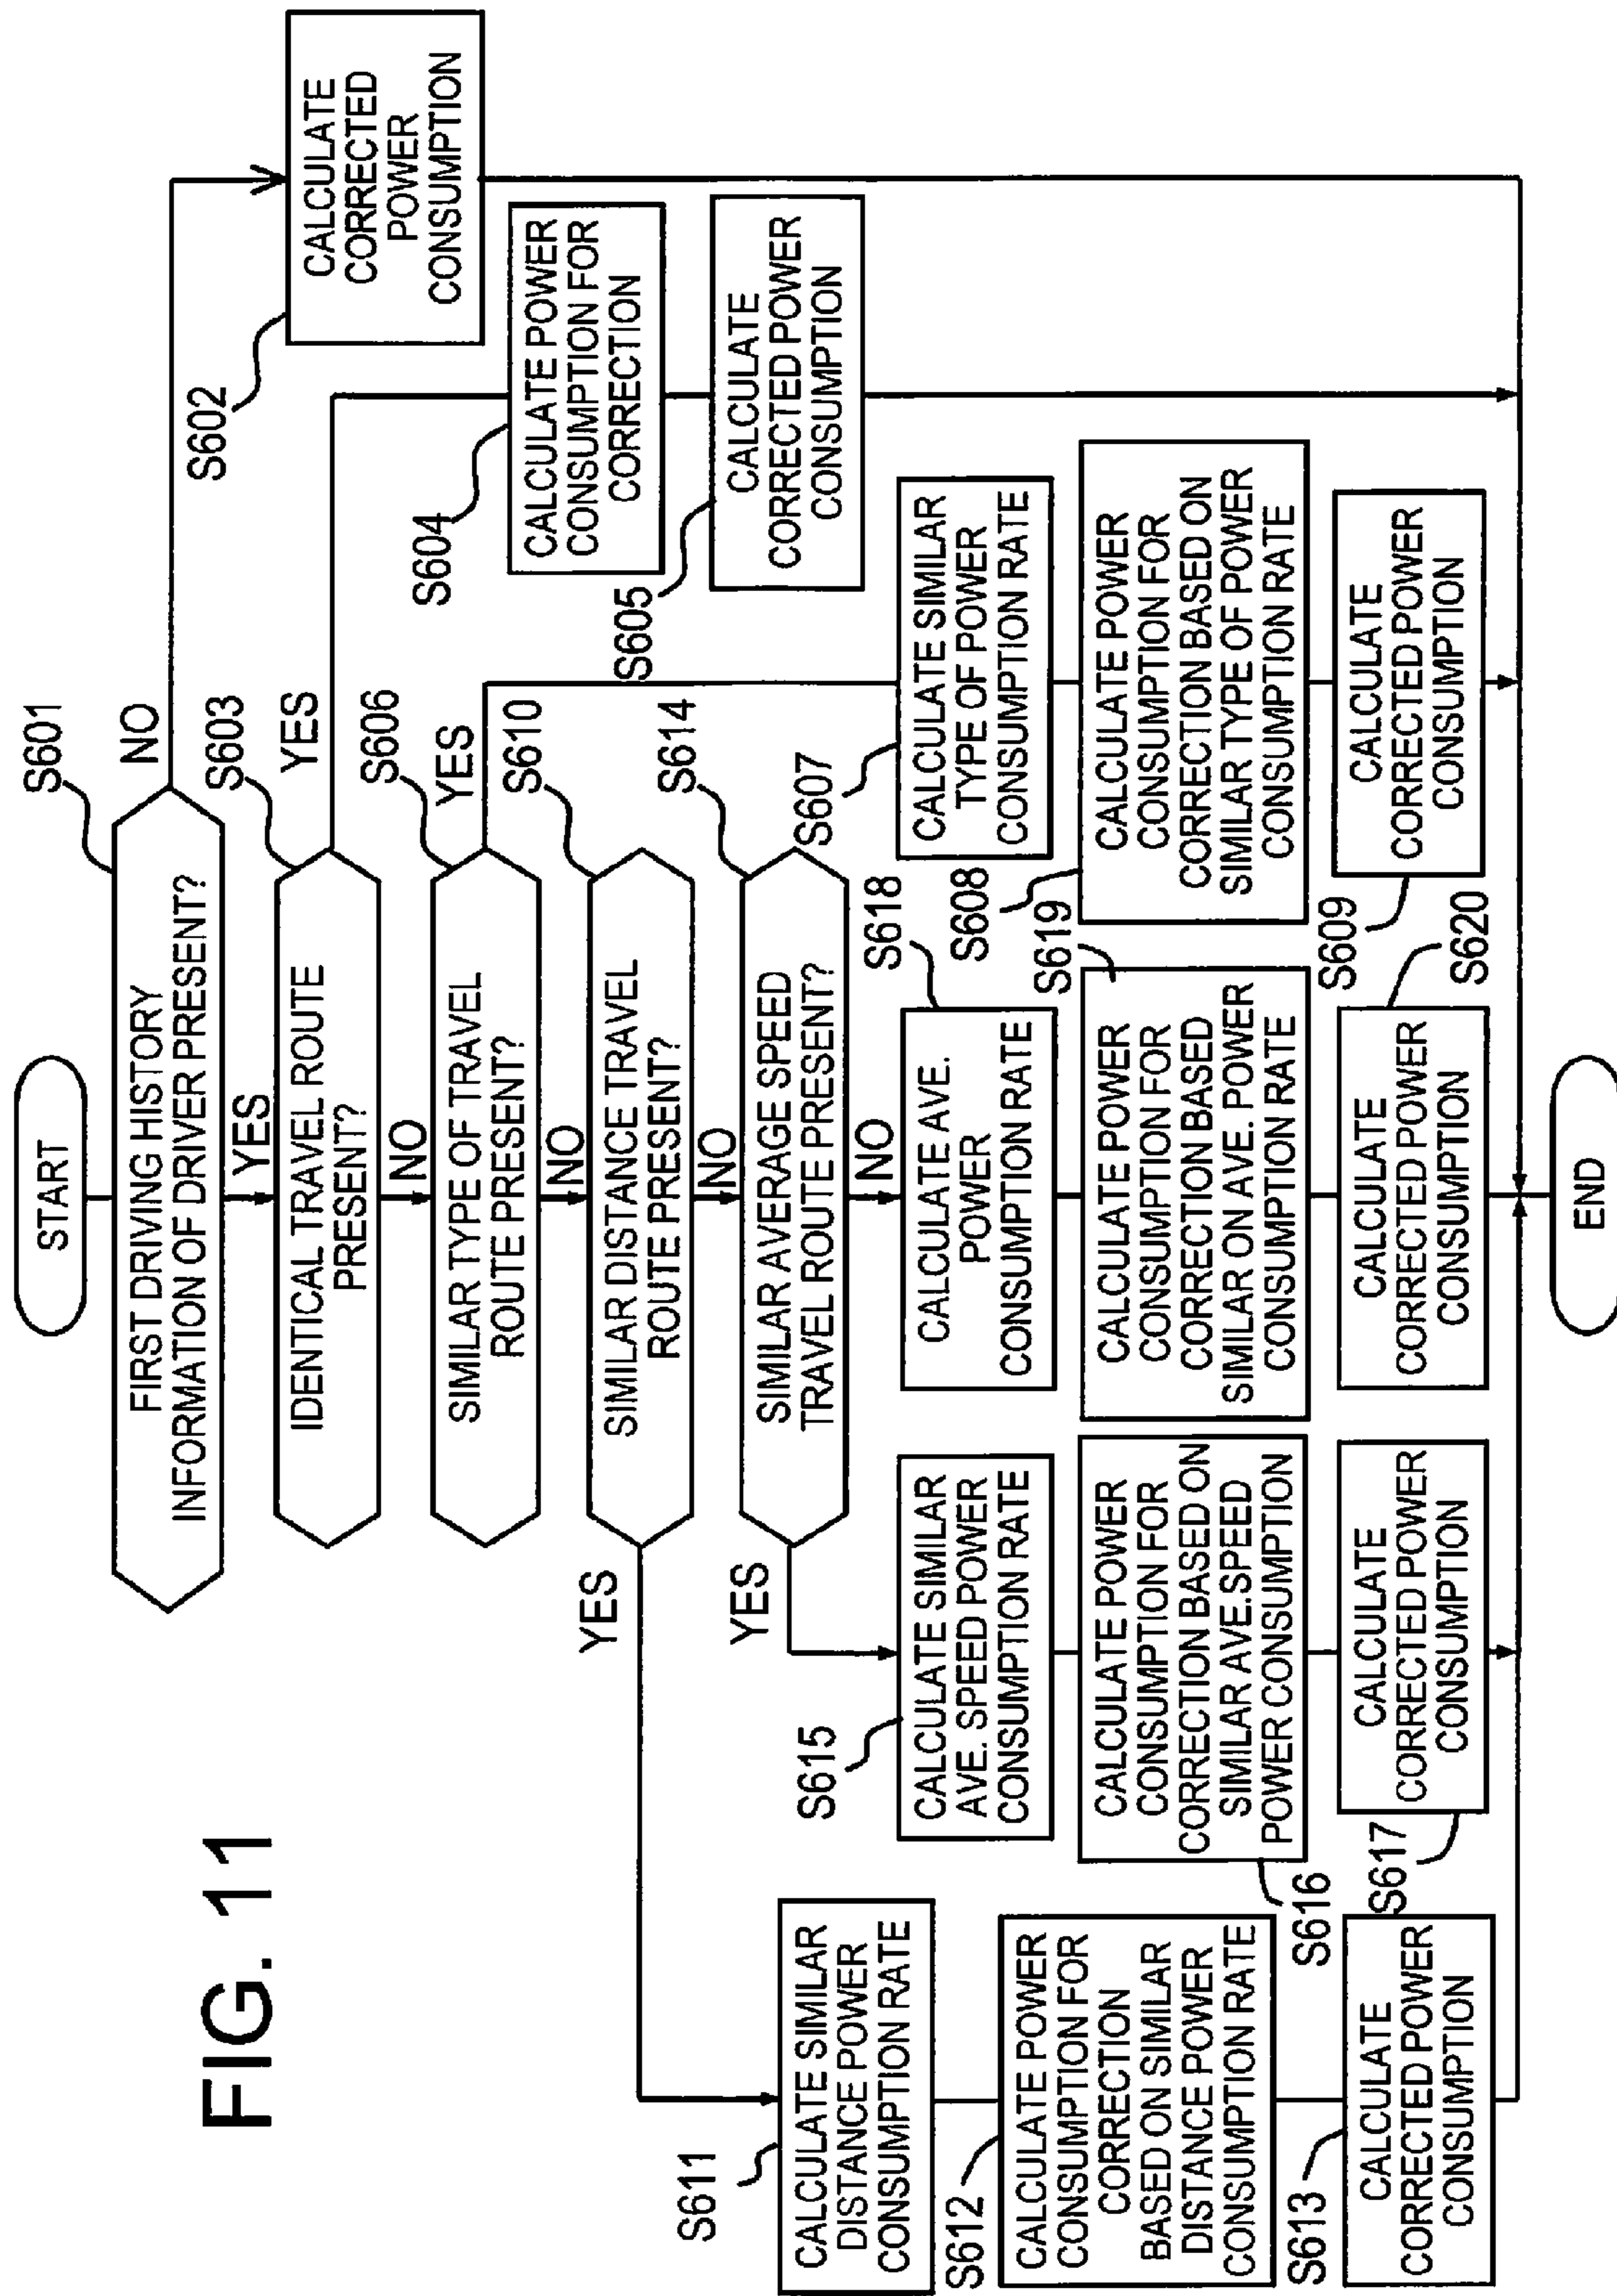 FIG. 11
START
S601
FIRST DRIVING HISTORY
INFORMATION OF DRIVER PRESENT?
NO
YES
S602
CALCULATE
CORRECTED
POWER
CONSUMPTION
S603
IDENTICAL TRAVEL ROUTE
PRESENT?
YES
NO
S604
CALCULATE POWER
CONSUMPTION FOR
CORRECTION
S605
CALCULATE
CORRECTED POWER
CONSUMPTION
S606
SIMILAR TYPE OF TRAVEL
ROUTE PRESENT?
YES
NO
S610
SIMILAR DISTANCE TRAVEL
ROUTE PRESENT?
YES
NO
S614
SIMILAR AVERAGE SPEED
TRAVEL ROUTE PRESENT?
YES
NO
S611
CALCULATE SIMILAR
DISTANCE POWER
CONSUMPTION RATE
S612
CALCULATE POWER
CONSUMPTION FOR
CORRECTION
BASED ON SIMILAR
DISTANCE POWER
CONSUMPTION RATE
S613
CALCULATE
CORRECTED POWER
CONSUMPTION
S615
CALCULATE SIMILAR
AVE. SPEED POWER
CONSUMPTION RATE
S616
CALCULATE POWER
CONSUMPTION FOR
CORRECTION BASED ON
SIMILAR AVE.SPEED
POWER CONSUMPTION
S617
CALCULATE
CORRECTED POWER
CONSUMPTION
S618
CALCULATE AVE.
POWER
CONSUMPTION RATE
S619
CALCULATE POWER
CONSUMPTION FOR
CORRECTION BASED
SIMILAR ON AVE. POWER
CONSUMPTION RATE
S620
CALCULATE
CORRECTED POWER
CONSUMPTION
S607
CALCULATE SIMILAR
TYPE OF POWER
CONSUMPTION RATE
S608
CALCULATE POWER
CONSUMPTION FOR
CORRECTION BASED ON
SIMILAR TYPE OF POWER
CONSUMPTION RATE
S609
CALCULATE
CORRECTED POWER
CONSUMPTION
END